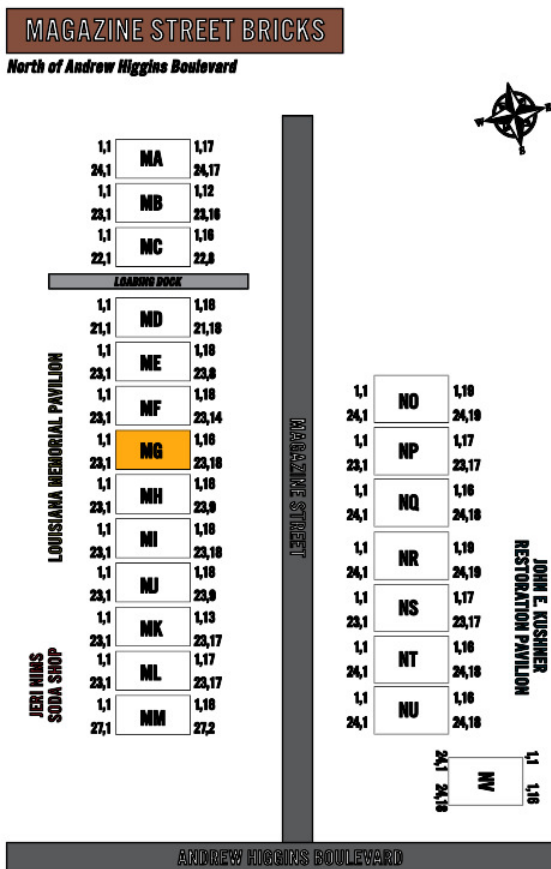 MAGAZINE STREET BRICKS
North of Andrew Higgins Boulevard
N
E
S
W
1,1 MA 1,17
24,1 24,17
1,1 MB 1,12
23,1 23,16
1,1 MC 1,16
22,1 22,8
LOADING DOCK
1,1 MD 1,18
21,1 21,18
1,1 ME 1,18
23,1 23,8
1,1 MF 1,18
23,1 23,14
1,1 MG 1,16
23,1 23,18
1,1 MH 1,18
23,1 23,9
1,1 MI 1,18
23,1 23,18
1,1 MJ 1,18
23,1 23,9
1,1 MK 1,13
23,1 23,17
1,1 ML 1,17
23,1 23,17
1,1 MM 1,18
27,1 27,2
LOUISIANA MEMORIAL PAVILION
JERI NIMS
SODA SHOP
MAGAZINE STREET
1,1 NO 1,19
24,1 24,19
1,1 NP 1,17
23,1 23,17
1,1 NQ 1,16
24,1 24,18
1,1 NR 1,19
24,1 24,19
1,1 NS 1,17
23,1 23,17
1,1 NT 1,16
24,1 24,18
1,1 NU 1,16
24,1 24,18
JOHN E. KUSHNER
RESTORATION PAVILION
1,1 NV 1,16
24,1 24,18
ANDREW HIGGINS BOULEVARD